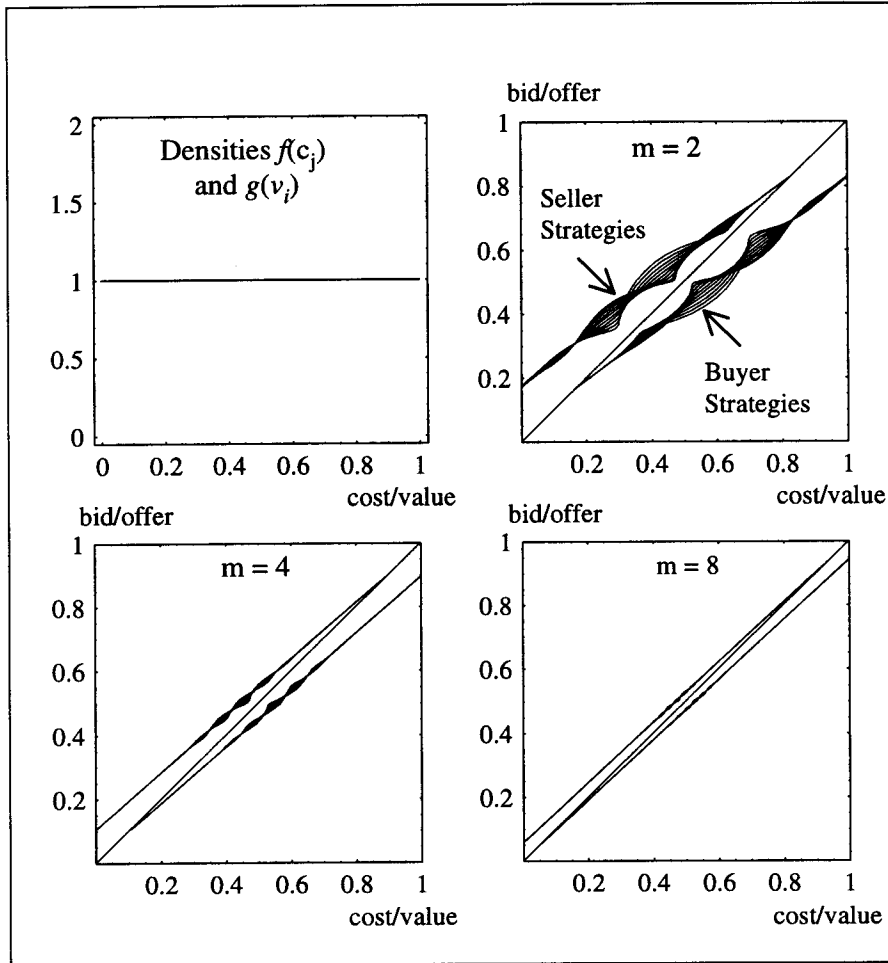 2
1.5
1
0.5
0
Densities f(c_j)
and g(v_i)
0 0.2 0.4 0.6 0.8 1
cost/value
bid/offer
1
0.8
0.6
0.4
0.2
m = 2
Seller
Strategies
Buyer
Strategies
0.2 0.4 0.6 0.8 1
cost/value
bid/offer
1
0.8
0.6
0.4
0.2
m = 4
0.2 0.4 0.6 0.8 1
cost/value
bid/offer
1
0.8
0.6
0.4
0.2
m = 8
0.2 0.4 0.6 0.8 1
cost/value